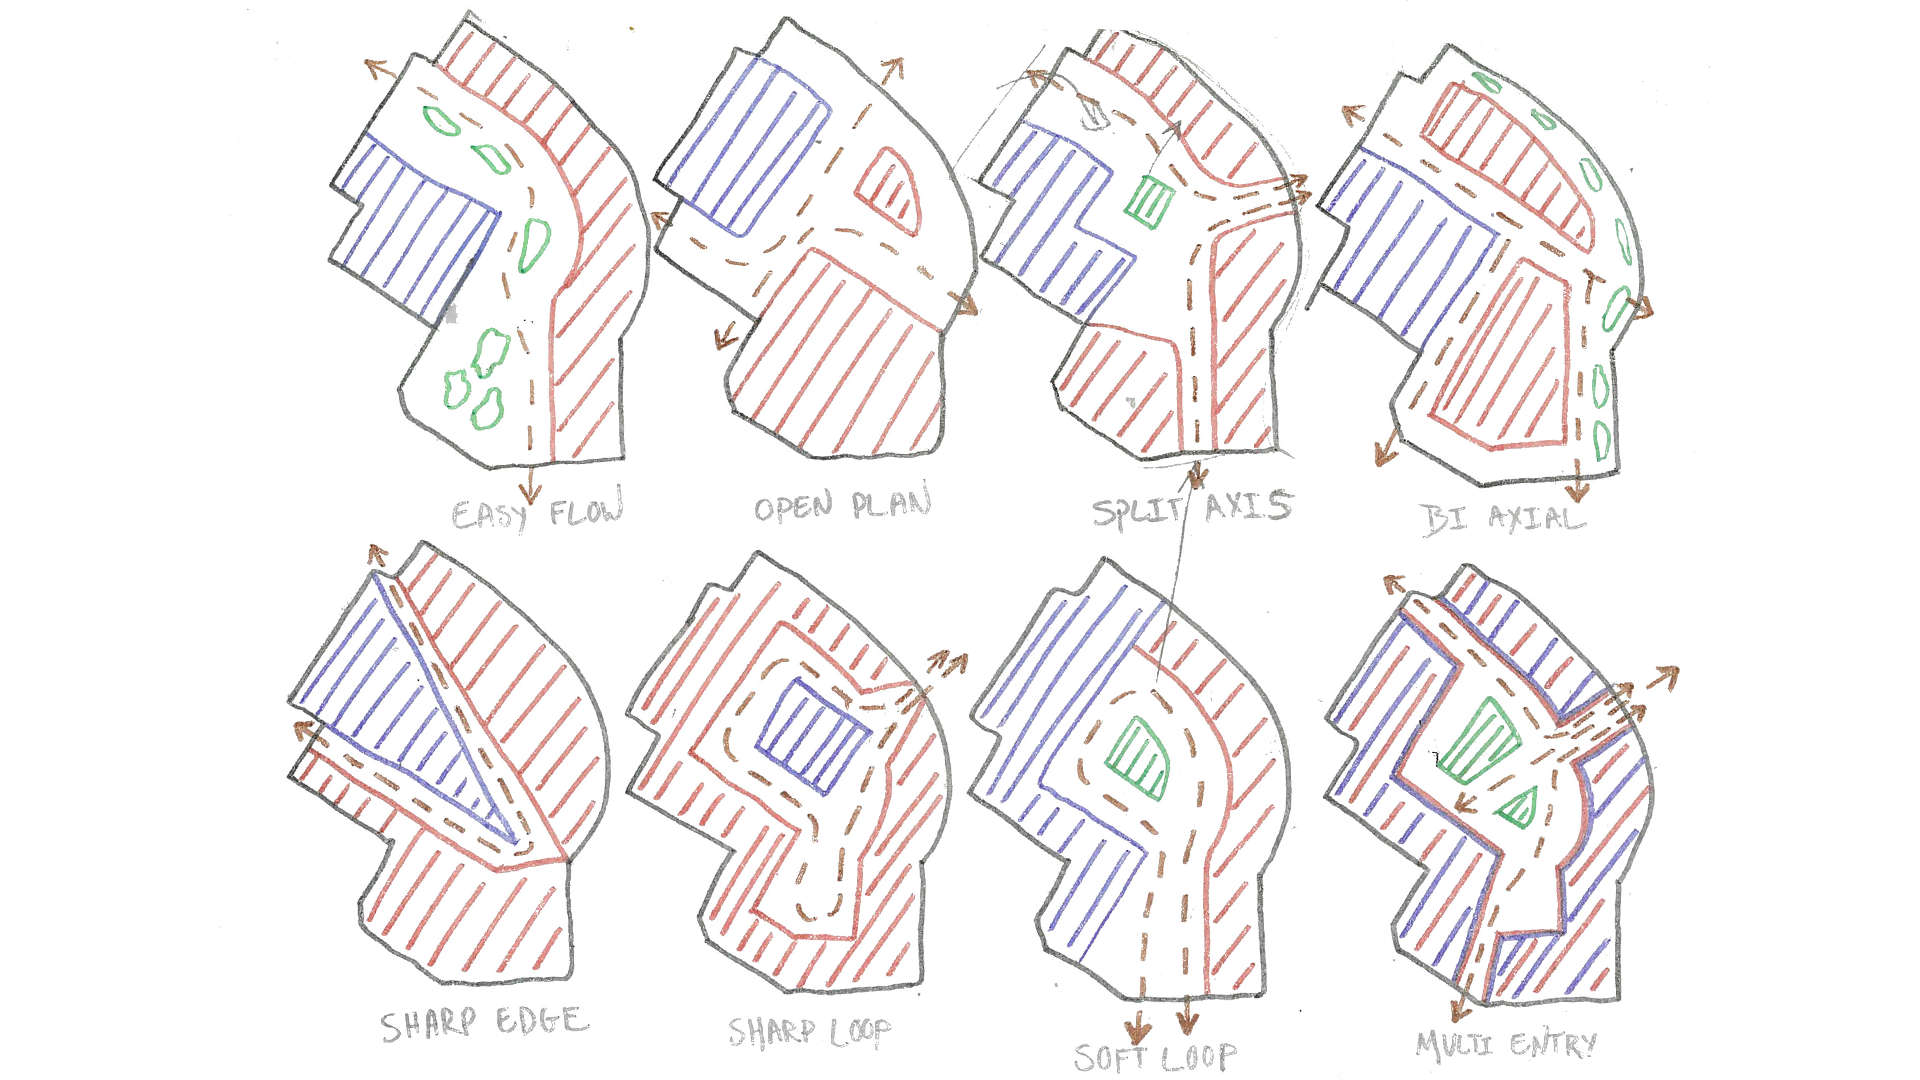 EASY FLOW
OPEN PLAN
SPLIT AXIS
BI AXIAL
SHARP EDGE
SHARP LOOP
SOFT LOOP
MULTI ENTRY